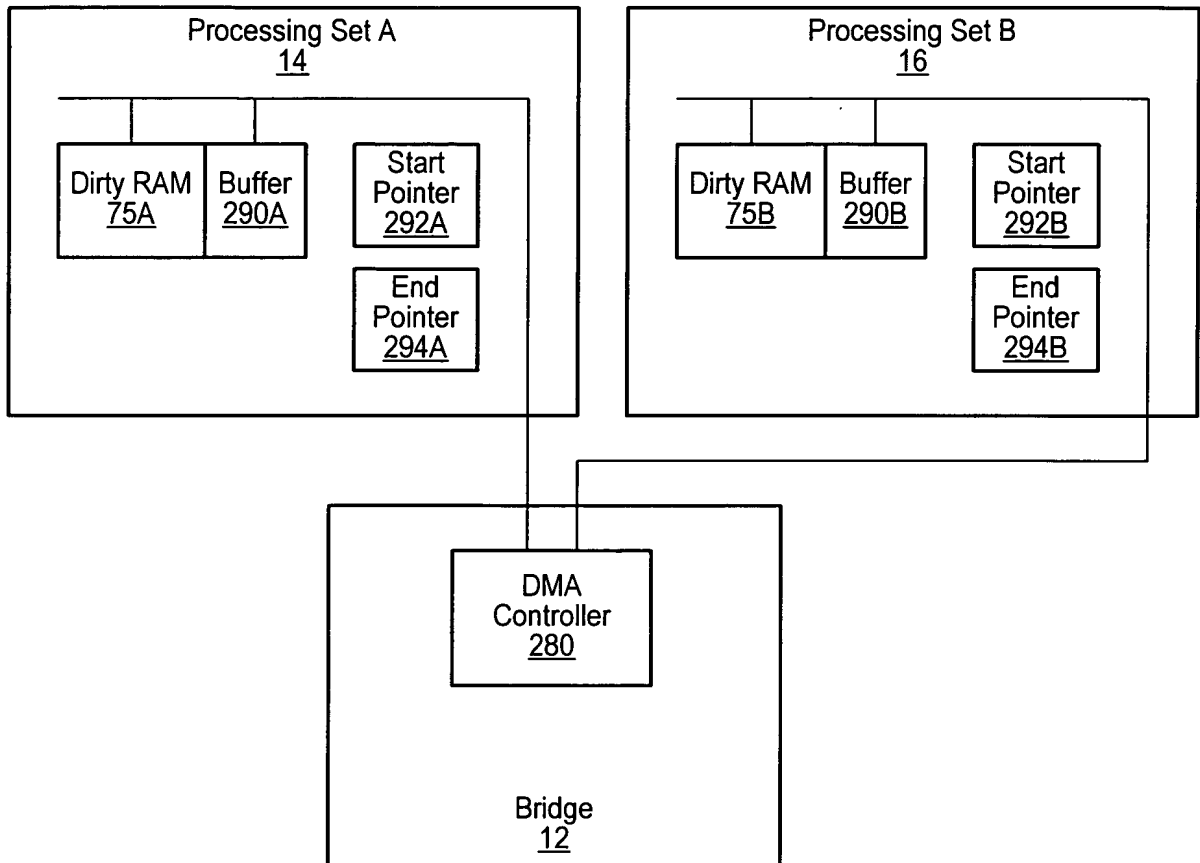 Processing Set A
14
Dirty RAM
75A
Buffer
290A
Start
Pointer
292A
End
Pointer
294A
Processing Set B
16
Dirty RAM
75B
Buffer
290B
Start
Pointer
292B
End
Pointer
294B
DMA
Controller
280
Bridge
12